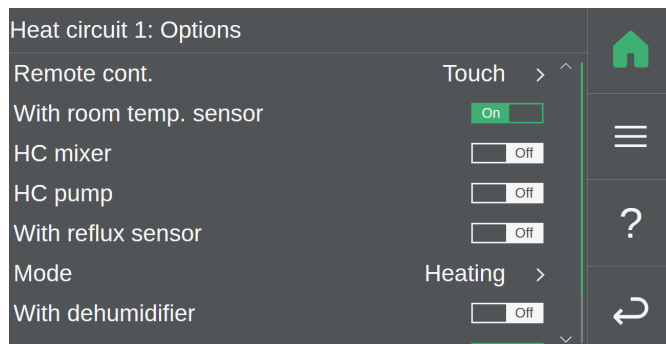 Heat circuit 1: Options
Remote cont. Touch
With room temp. sensor On
HC mixer Off
HC pump Off
With reflux sensor Off
Mode Heating
With dehumidifier Off
?